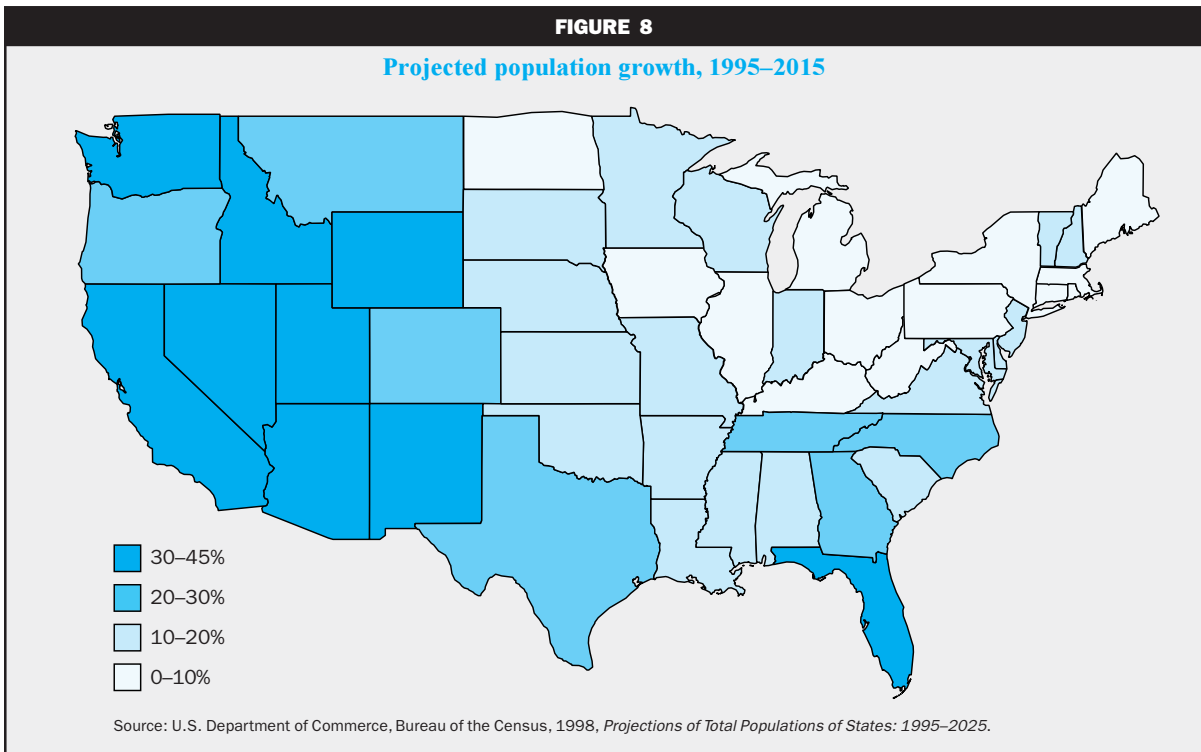 FIGURE 8
Projected population growth, 1995–2015
30–45%
20–30%
10–20%
0–10%
Source: U.S. Department of Commerce, Bureau of the Census, 1998, Projections of Total Populations of States: 1995–2025.